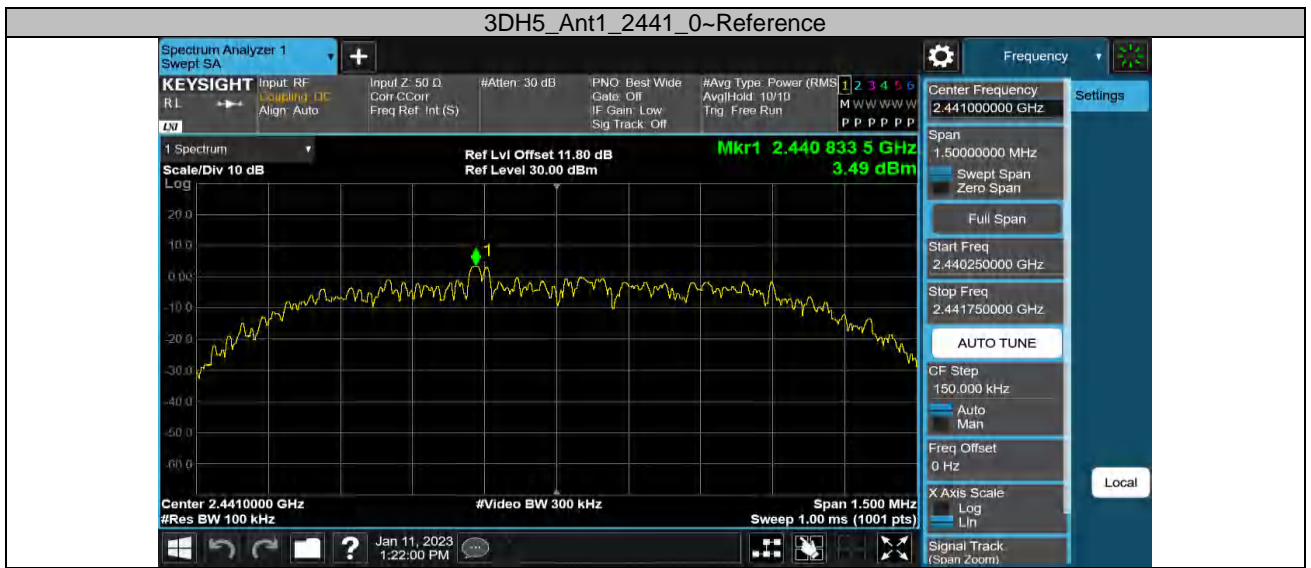 3DH5_Ant1_2441_0~Reference
Spectrum Analyzer 1
Swept SA
+
Frequency
KEYSIGHT
Input: RF
Coupling: DC
Align: Auto
Input Z: 50 Ω
Corr CCorr
Freq Ref: Int (S)
#Atten: 30 dB
PNO: Best Wide
Gate: Off
IF Gain: Low
Sig Track: Off
#Avg Type: Power (RMS
Avg|Hold: 10/10
Trig: Free Run
1 2 3 4 5 6
M W W W W W
P P P P P P
R L
LNI
Center Frequency
2.441000000 GHz
Settings
Span
1.50000000 MHz
Swept Span
Zero Span
Full Span
Start Freq
2.440250000 GHz
Stop Freq
2.441750000 GHz
AUTO TUNE
CF Step
150.000 kHz
Auto
Man
Freq Offset
0 Hz
X Axis Scale
Log
Lin
Signal Track
(Span Zoom)
Local
1 Spectrum
Scale/Div 10 dB
Log
Ref Lvl Offset 11.80 dB
Ref Level 30.00 dBm
Mkr1 2.440 833 5 GHz
3.49 dBm
1
20.0
10.0
0.00
-10.0
-20.0
-30.0
-40.0
-50.0
-60.0
Center 2.4410000 GHz
#Res BW 100 kHz
#Video BW 300 kHz
Span 1.500 MHz
Sweep 1.00 ms (1001 pts)
?
Jan 11, 2023
1:22:00 PM